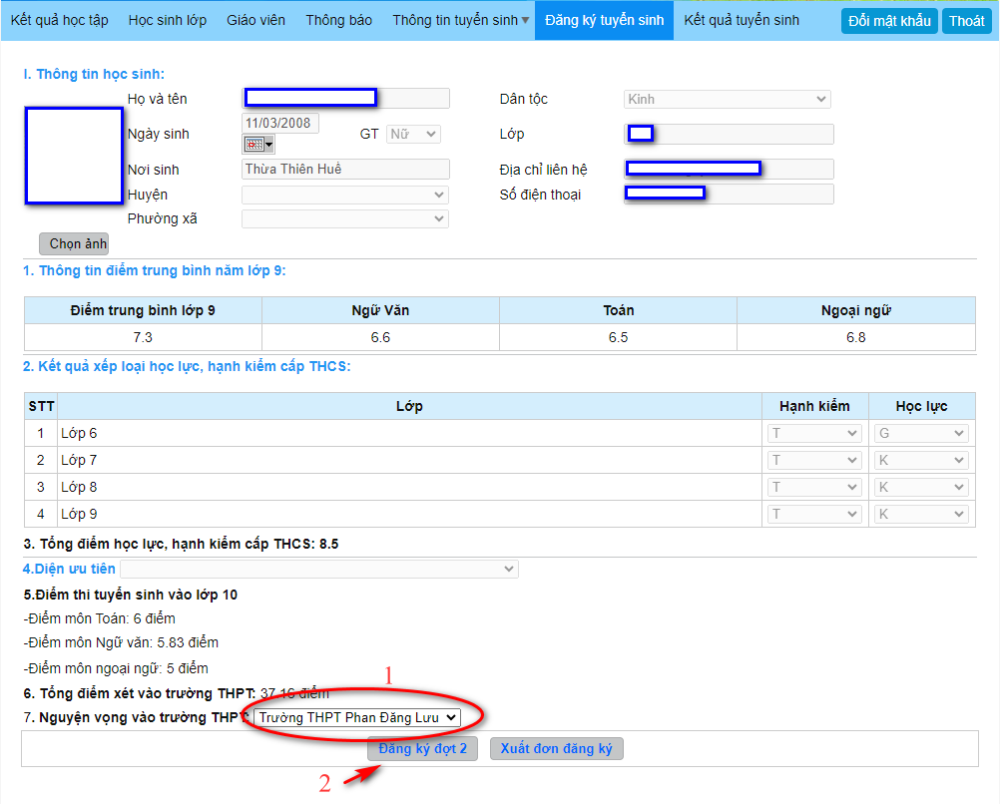 Kết quả học tập Học sinh lớp Giáo viên Thông báo Thông tin tuyển sinh Đăng ký tuyển sinh Kết quả tuyển sinh Đổi mật khẩu Thoát
I. Thông tin học sinh:
Họ và tên Dân tộc Kinh
Ngày sinh 11/03/2008 GT Nữ Lớp
Nơi sinh Thừa Thiên Huế Địa chỉ liên hệ
Huyện Số điện thoại
Phường xã
Chọn ảnh
1. Thông tin điểm trung bình năm lớp 9:
Điểm trung bình lớp 9 Ngữ Văn Toán Ngoại ngữ
7.3 6.6 6.5 6.8
2. Kết quả xếp loại học lực, hạnh kiểm cấp THCS:
STT Lớp Hạnh kiểm Học lực
1 Lớp 6 T G
2 Lớp 7 T K
3 Lớp 8 T K
4 Lớp 9 T K
3. Tổng điểm học lực, hạnh kiểm cấp THCS: 8.5
4.Diện ưu tiên
5.Điểm thi tuyển sinh vào lớp 10
-Điểm môn Toán: 6 điểm
-Điểm môn Ngữ văn: 5.83 điểm
-Điểm môn ngoại ngữ: 5 điểm
1
6. Tổng điểm xét vào trường THPT: 37.16 điểm
7. Nguyện vọng vào trường THPT: Trường THPT Phan Đăng Lưu
Đăng ký đợt 2 Xuất đơn đăng ký
2